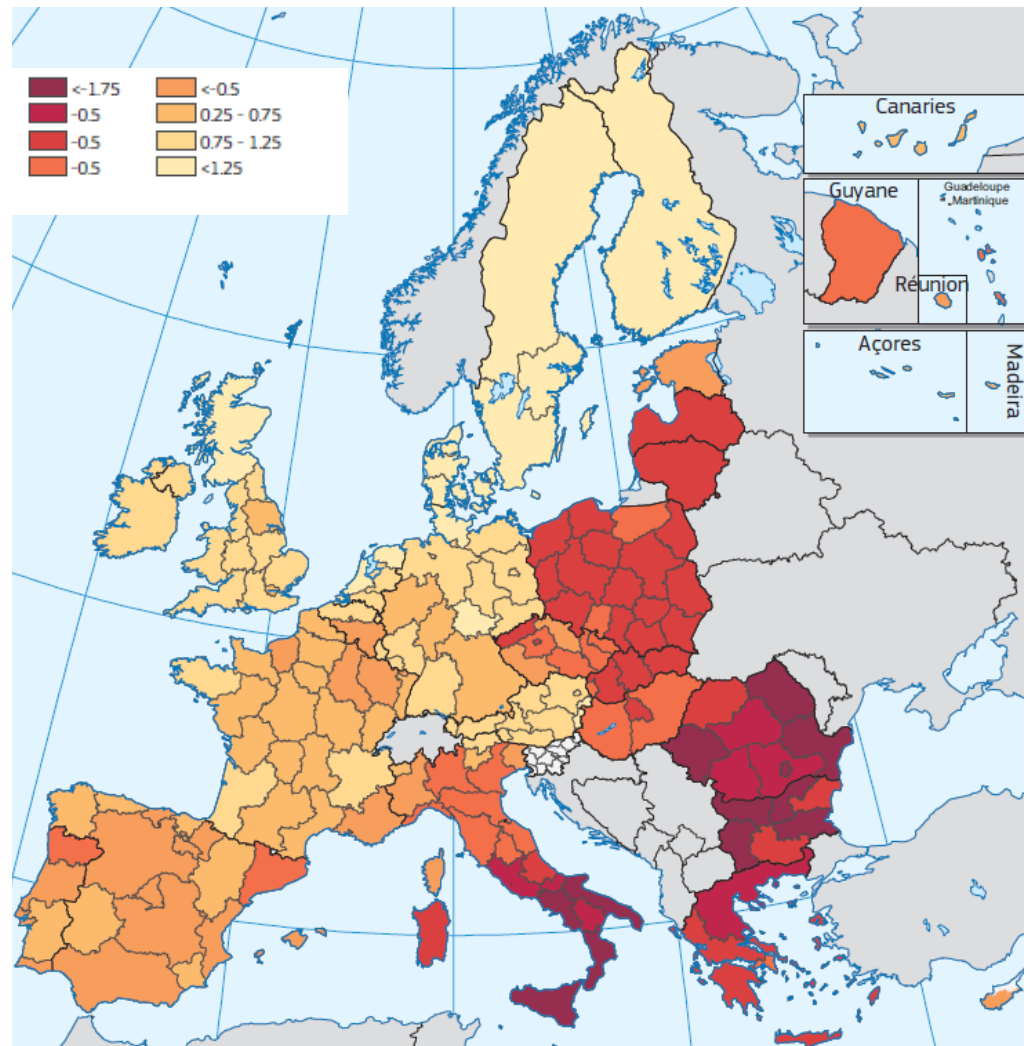 <-1.75
-0.5
-0.5
-0.5
<-0.5
0.25 - 0.75
0.75 - 1.25
<1.25
Canaries
Guyane
Guadeloupe
Martinique
Réunion
Açores
Madeira